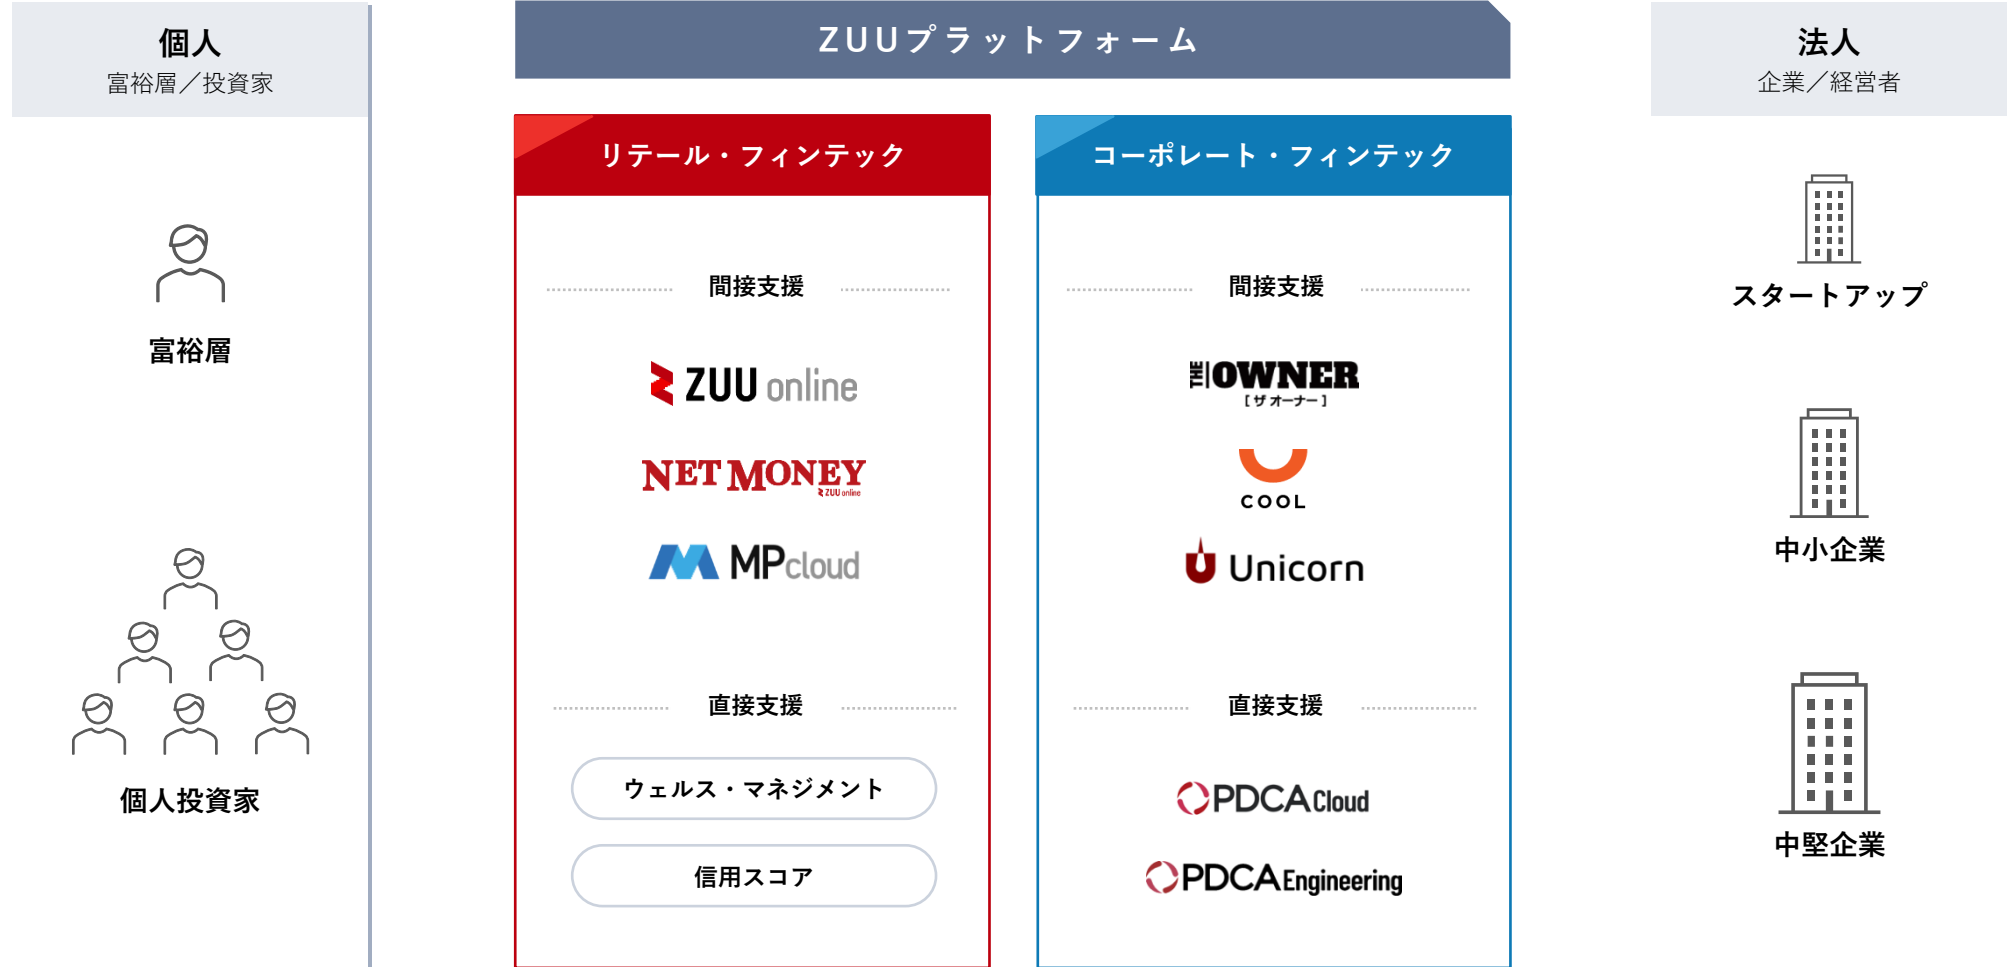 個人
富裕層／投資家
富裕層
個人投資家
ZUUプラットフォーム
リテール・フィンテック
間接支援
ZUU online
NET MONEY
ZUU online
MPcloud
直接支援
ウェルス・マネジメント
信用スコア
コーポレート・フィンテック
間接支援
THE OWNER
[ ザ オーナー ]
COOL
Unicorn
直接支援
PDCA Cloud
PDCA Engineering
法人
企業／経営者
スタートアップ
中小企業
中堅企業